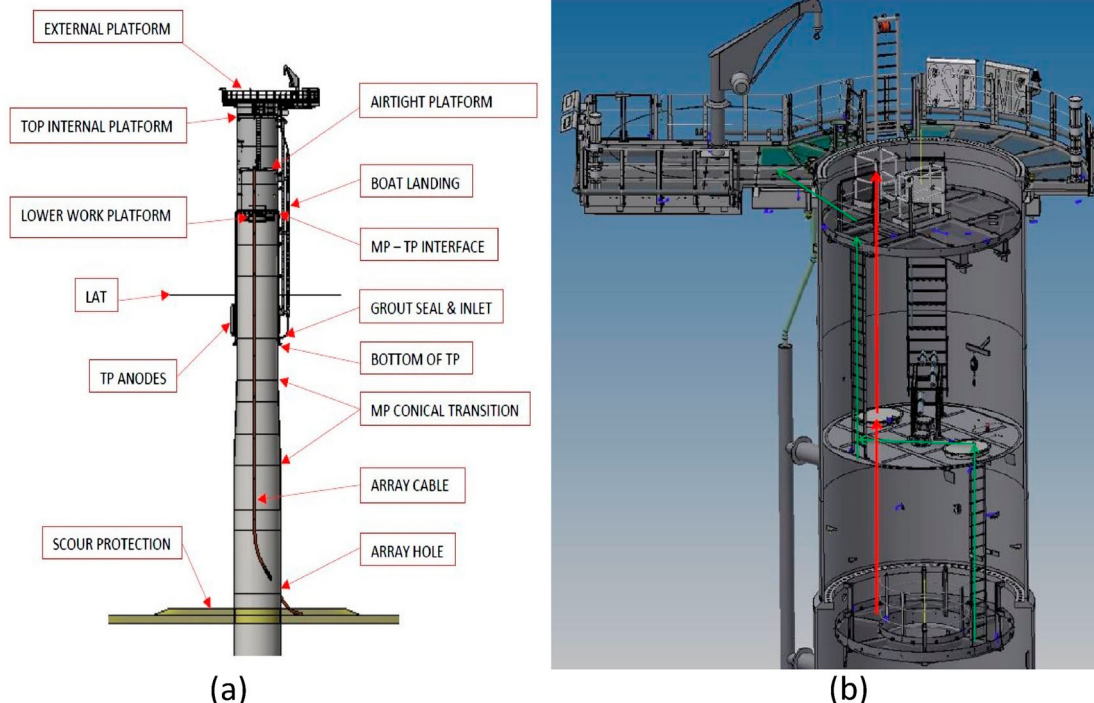 EXTERNAL PLATFORM
AIRTIGHT PLATFORM
TOP INTERNAL PLATFORM
BOAT LANDING
LOWER WORK PLATFORM
MP – TP INTERFACE
LAT
GROUT SEAL & INLET
BOTTOM OF TP
TP ANODES
MP CONICAL TRANSITION
ARRAY CABLE
SCOUR PROTECTION
ARRAY HOLE
(a)
(b)